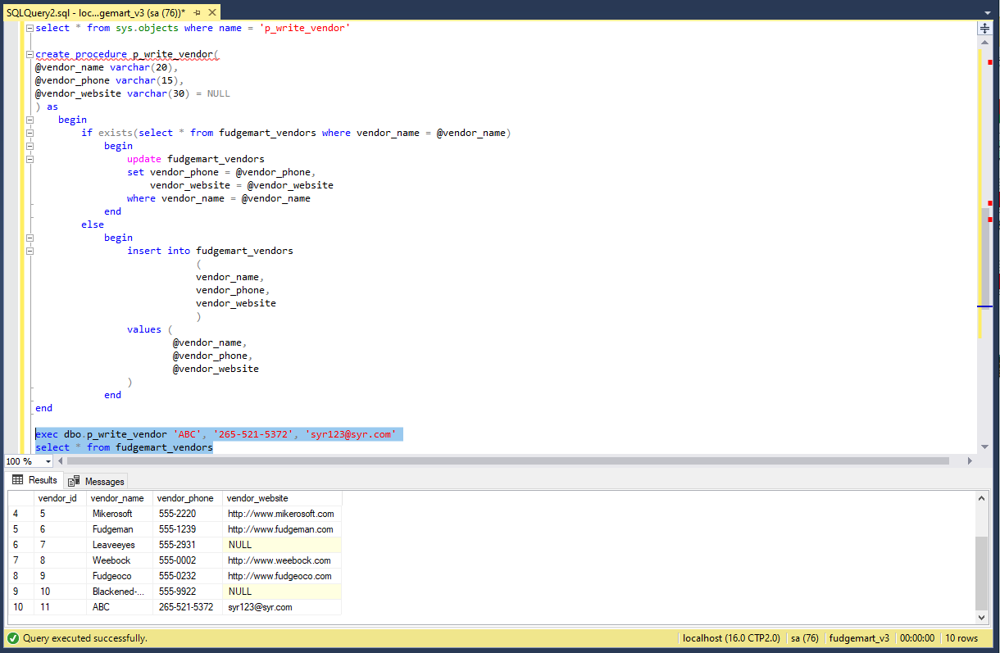 SQLQuery2.sql - loc...gemart_v3 (sa (76))*
select * from sys.objects where name = 'p_write_vendor'
create procedure p_write_vendor(
@vendor_name varchar(20),
@vendor_phone varchar(15),
@vendor_website varchar(30) = NULL
) as
begin
if exists(select * from fudgemart_vendors where vendor_name = @vendor_name)
begin
update fudgemart_vendors
set vendor_phone = @vendor_phone,
vendor_website = @vendor_website
where vendor_name = @vendor_name
end
else
begin
insert into fudgemart_vendors
(
vendor_name,
vendor_phone,
vendor_website
)
values (
@vendor_name,
@vendor_phone,
@vendor_website
)
end
end
exec dbo.p_write_vendor 'ABC', '265-521-5372', 'syr123@syr.com'
select * from fudgemart_vendors
100 %
Results Messages
vendor_id vendor_name vendor_phone vendor_website
4 5 Mikerosoft 555-2220 http://www.mikerosoft.com
5 6 Fudgeman 555-1239 http://www.fudgeman.com
6 7 Leaveeyes 555-2931 NULL
7 8 Weebock 555-0002 http://www.weebock.com
8 9 Fudgeoco 555-0232 http://www.fudgeoco.com
9 10 Blackened-... 555-9922 NULL
10 11 ABC 265-521-5372 syr123@syr.com
Query executed successfully. localhost (16.0 CTP2.0) sa (76) fudgemart_v3 00:00:00 10 rows